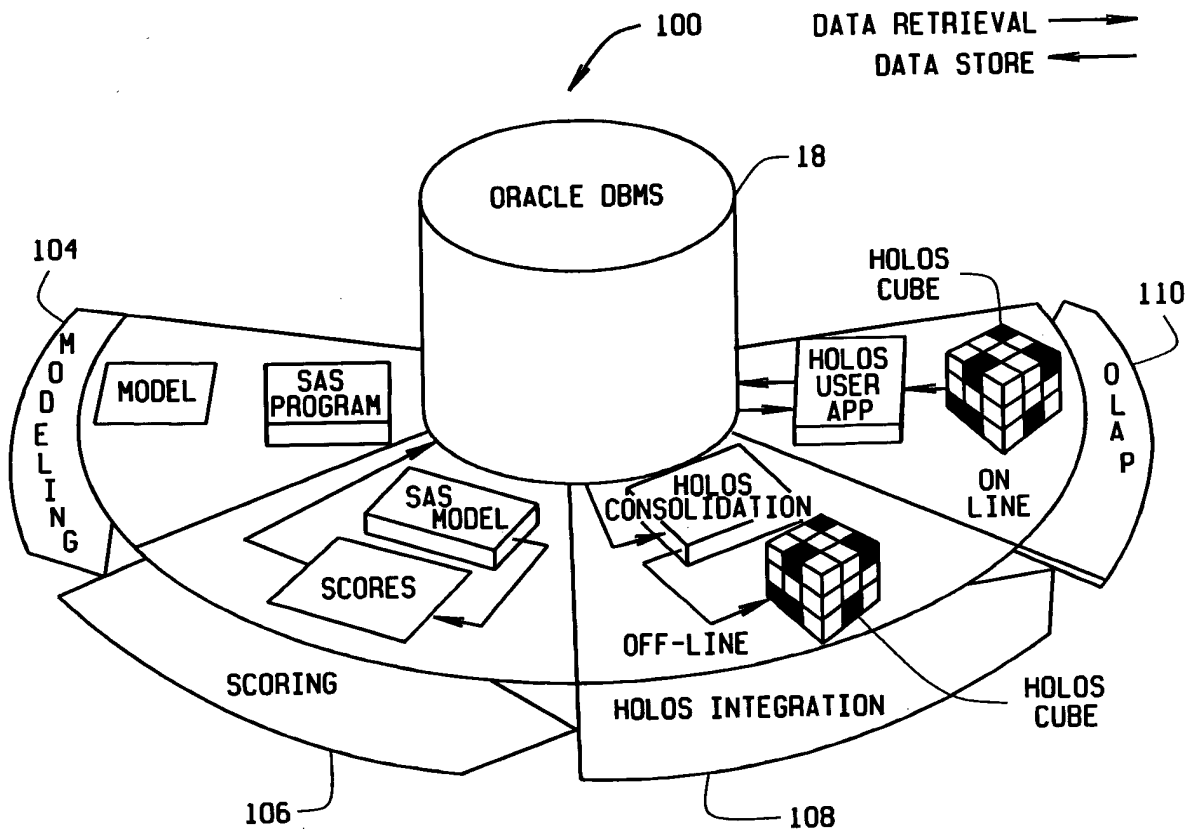 100
DATA RETRIEVAL
DATA STORE
18
ORACLE DBMS
104
HOLOS
CUBE
110
MODELING
MODEL
SAS
PROGRAM
HOLOS
USER
APP
OLAP
ON
LINE
SAS
MODEL
HOLOS
CONSOLIDATION
SCORES
OFF-LINE
SCORING
HOLOS INTEGRATION
HOLOS
CUBE
106
108